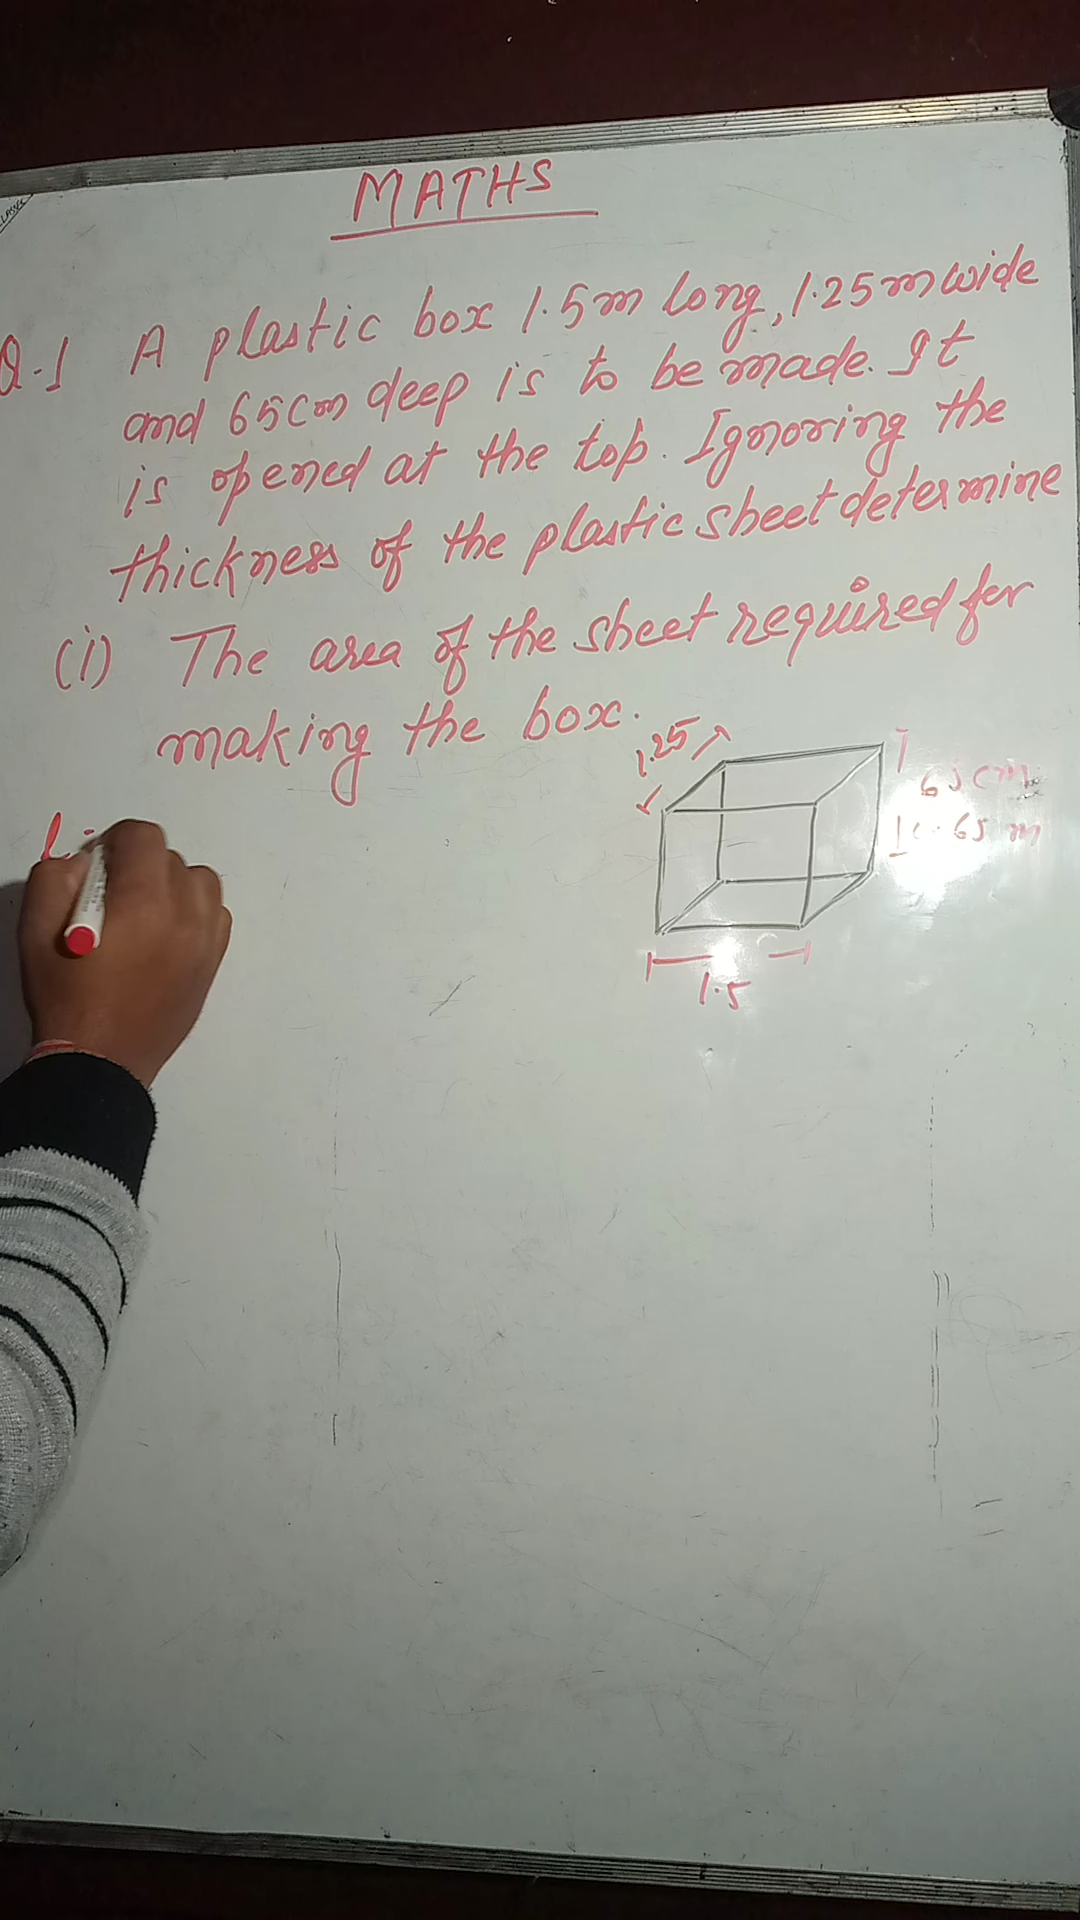 MATHS
Q.1 A plastic box 1.5m long, 1.25m wide
and 65cm deep is to be made. It
is opened at the top. Ignoring the
thickness of the plastic sheet determine
(i) The area of the sheet required for
making the box.
1.25
65cm
0.65 m
1.5